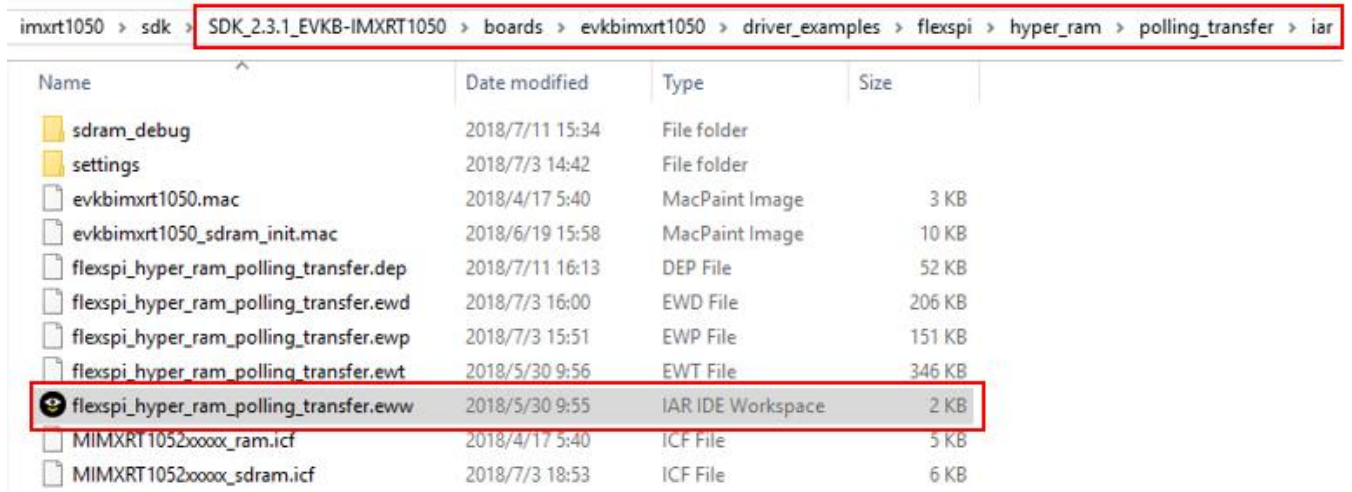 imxrt1050 > sdk > SDK_2.3.1_EVKB-IMXRT1050 > boards > evkbimxrt1050 > driver_examples > flexspi > hyper_ram > polling_transfer > iar
Name Date modified Type Size
sdram_debug 2018/7/11 15:34 File folder
settings 2018/7/3 14:42 File folder
evkbimxrt1050.mac 2018/4/17 5:40 MacPaint Image 3 KB
evkbimxrt1050_sdram_init.mac 2018/6/19 15:58 MacPaint Image 10 KB
flexspi_hyper_ram_polling_transfer.dep 2018/7/11 16:13 DEP File 52 KB
flexspi_hyper_ram_polling_transfer.ewd 2018/7/3 16:00 EWD File 206 KB
flexspi_hyper_ram_polling_transfer.ewp 2018/7/3 15:51 EWP File 151 KB
flexspi_hyper_ram_polling_transfer.ewt 2018/5/30 9:56 EWT File 346 KB
flexspi_hyper_ram_polling_transfer.eww 2018/5/30 9:55 IAR IDE Workspace 2 KB
MIMXRT1052xxxxx_ram.icf 2018/4/17 5:40 ICF File 5 KB
MIMXRT1052xxxxx_sdram.icf 2018/7/3 18:53 ICF File 6 KB